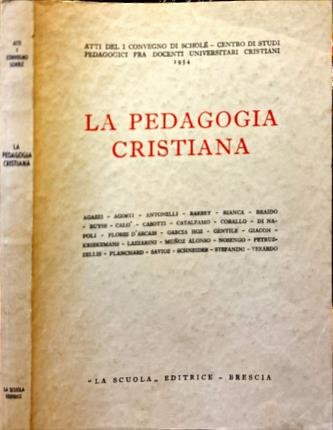 ATTI
I
CONVEGNO
DI SCHOLÉ
LA
PEDAGOGIA
CRISTIANA
LA SCUOLA
EDITRICE
ATTI DEL I CONVEGNO DI SCHOLÉ - CENTRO DI STUDI
PEDAGOGICI FRA DOCENTI UNIVERSITARI CRISTIANI
1954
LA PEDAGOGIA
CRISTIANA
AGAZZI - AGOSTI - ANTONELLI - BARBEY - BIANCA - BRAIDO
- BUYSE - CALO' - CASOTTI - CATALFAMO - CORALLO - DI NA-
POLI - FLORES D'ARCAIS - GARCIA HOZ - GENTILE - GIACON -
KRIEKEMANS - LAZZARINI - MUÑOZ ALONSO - NOSENGO - PETRUZ-
ZELLIS - PLANCHARD - SAVIOZ - SCHNEIDER - STEFANINI - VERARDO
"LA SCUOLA„ EDITRICE - BRESCIA